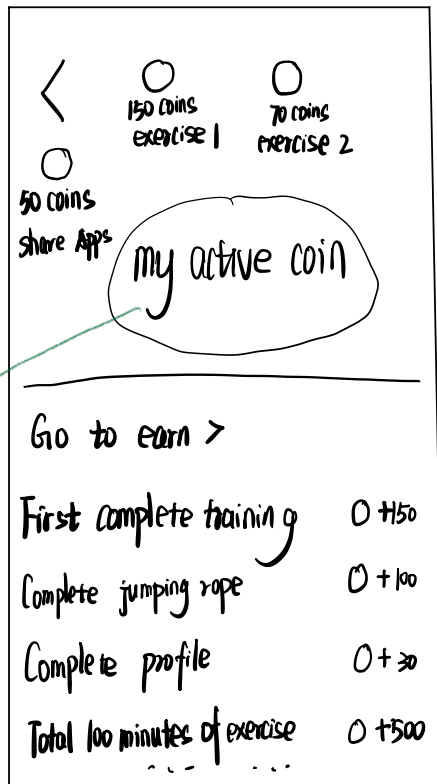 <
150 coins
exercise 1
70 coins
exercise 2
50 coins
share Apps
my active coin
Go to earn >
First complete training O +150
Complete jumping rope O +100
Complete profile O + 30
Total 100 minutes of exercise O +500
......